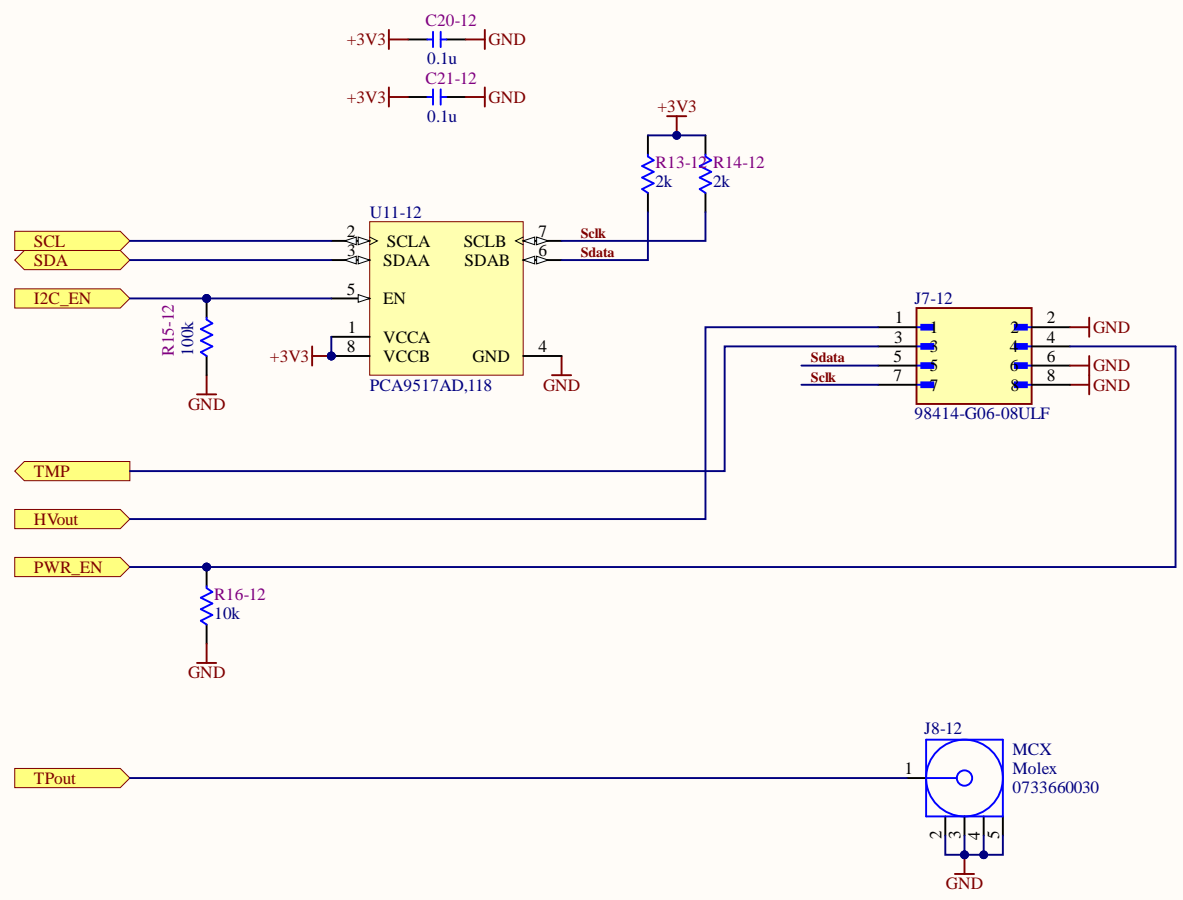 C20-12
+3V3 GND
0.1u
C21-12
+3V3 GND
0.1u
+3V3
R13-12 R14-12
2k 2k
U11-12
SCL 2 SCLA SCLB 7 Sclk
SDA 3 SDAA SDAB 6 Sdata
I2C_EN 5 EN
R15-12
100k
1 VCCA
+3V3 8 VCCB GND 4
GND PCA9517AD,118 GND
J7-12
1 1 2 2 GND
3 3 4 4
Sdata 5 5 6 6 GND
Sclk 7 7 8 8 GND
98414-G06-08ULF
TMP
HVout
PWR_EN
R16-12
10k
GND
J8-12
MCX
Molex
0733660030
TPout 1
2 3 4 5
GND